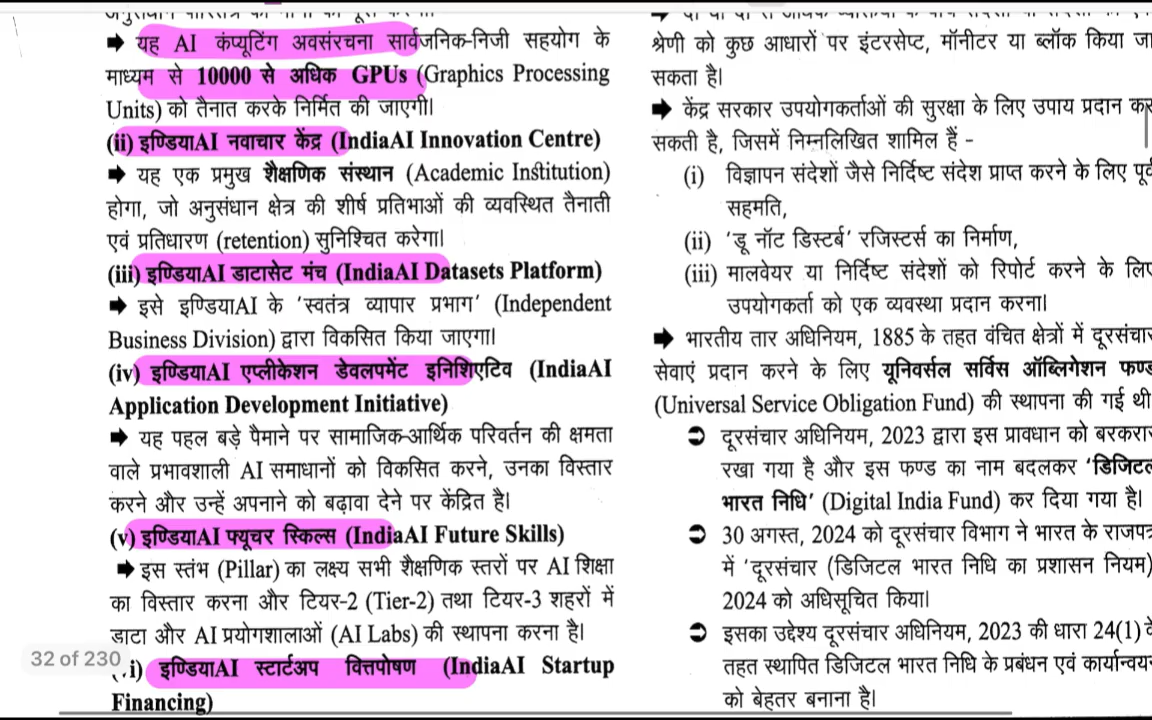 ➡ यह AI कंप्यूटिंग अवसंरचना सार्वजनिक-निजी सहयोग के
माध्यम से 10000 से अधिक GPUs (Graphics Processing
Units) को तैनात करके निर्मित की जाएगी।
(ii) इण्डियाAI नवाचार केंद्र (IndiaAI Innovation Centre)
➡ यह एक प्रमुख शैक्षणिक संस्थान (Academic Institution)
होगा, जो अनुसंधान क्षेत्र की शीर्ष प्रतिभाओं की व्यवस्थित तैनाती
एवं प्रतिधारण (retention) सुनिश्चित करेगा।
(iii) इण्डियाAI डाटासेट मंच (IndiaAI Datasets Platform)
➡ इसे इण्डियाAI के ‘स्वतंत्र व्यापार प्रभाग’ (Independent
Business Division) द्वारा विकसित किया जाएगा।
(iv) इण्डियाAI एप्लीकेशन डेवलपमेंट इनिशिएटिव (IndiaAI
Application Development Initiative)
➡ यह पहल बड़े पैमाने पर सामाजिक-आर्थिक परिवर्तन की क्षमता
वाले प्रभावशाली AI समाधानों को विकसित करने, उनका विस्तार
करने और उन्हें अपनाने को बढ़ावा देने पर केंद्रित है।
(v) इण्डियाAI फ्यूचर स्किल्स (IndiaAI Future Skills)
➡ इस स्तंभ (Pillar) का लक्ष्य सभी शैक्षणिक स्तरों पर AI शिक्षा
का विस्तार करना और टियर-2 (Tier-2) तथा टियर-3 शहरों में
डाटा और AI प्रयोगशालाओं (AI Labs) की स्थापना करना है।
32 of 230
इण्डियाAI स्टार्टअप वित्तपोषण (IndiaAI Startup
Financing)
श्रेणी को कुछ आधारों पर इंटरसेप्ट, मॉनीटर या ब्लॉक किया जा
सकता है।
➡ केंद्र सरकार उपयोगकर्ताओं की सुरक्षा के लिए उपाय प्रदान कर
सकती है, जिसमें निम्नलिखित शामिल हैं -
(i) विज्ञापन संदेशों जैसे निर्दिष्ट संदेश प्राप्त करने के लिए पूर्व
सहमति,
(ii) ‘डू नॉट डिस्टर्ब’ रजिस्टर्स का निर्माण,
(iii) मालवेयर या निर्दिष्ट संदेशों को रिपोर्ट करने के लिए
उपयोगकर्ता को एक व्यवस्था प्रदान करना।
➡ भारतीय तार अधिनियम, 1885 के तहत वंचित क्षेत्रों में दूरसंचार
सेवाएं प्रदान करने के लिए यूनिवर्सल सर्विस ऑब्लिगेशन फण्ड
(Universal Service Obligation Fund) की स्थापना की गई थी
➲ दूरसंचार अधिनियम, 2023 द्वारा इस प्रावधान को बरकरार
रखा गया है और इस फण्ड का नाम बदलकर ‘डिजिटल
भारत निधि’ (Digital India Fund) कर दिया गया है।
➲ 30 अगस्त, 2024 को दूरसंचार विभाग ने भारत के राजपत्र
में ‘दूरसंचार (डिजिटल भारत निधि का प्रशासन नियम)
2024 को अधिसूचित किया।
➲ इसका उद्देश्य दूरसंचार अधिनियम, 2023 की धारा 24(1) के
तहत स्थापित डिजिटल भारत निधि के प्रबंधन एवं कार्यान्वयन
को बेहतर बनाना है।